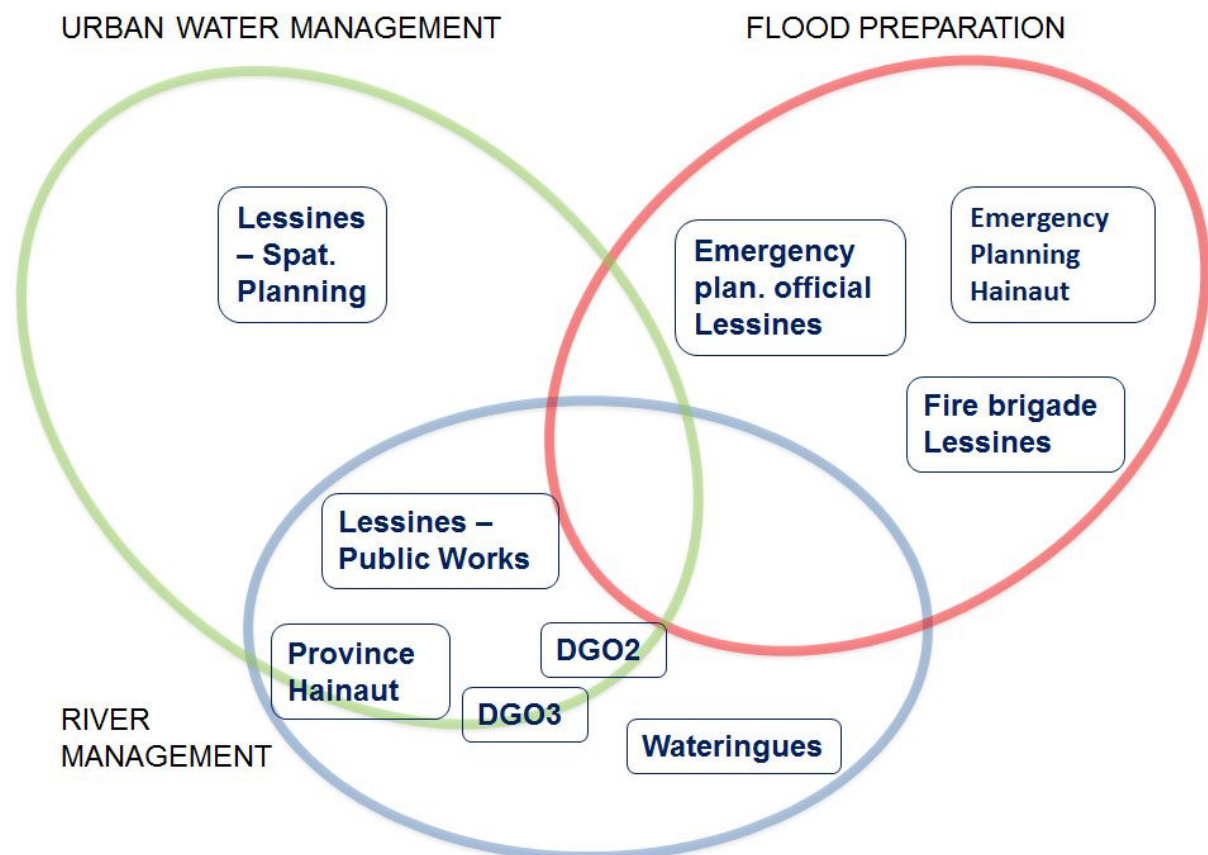 URBAN WATER MANAGEMENT
FLOOD PREPARATION
Lessines
– Spat.
Planning
Emergency
plan. official
Lessines
Emergency
Planning
Hainaut
Fire brigade
Lessines
Lessines –
Public Works
Province
Hainaut
DGO2
DGO3
Wateringues
RIVER
MANAGEMENT